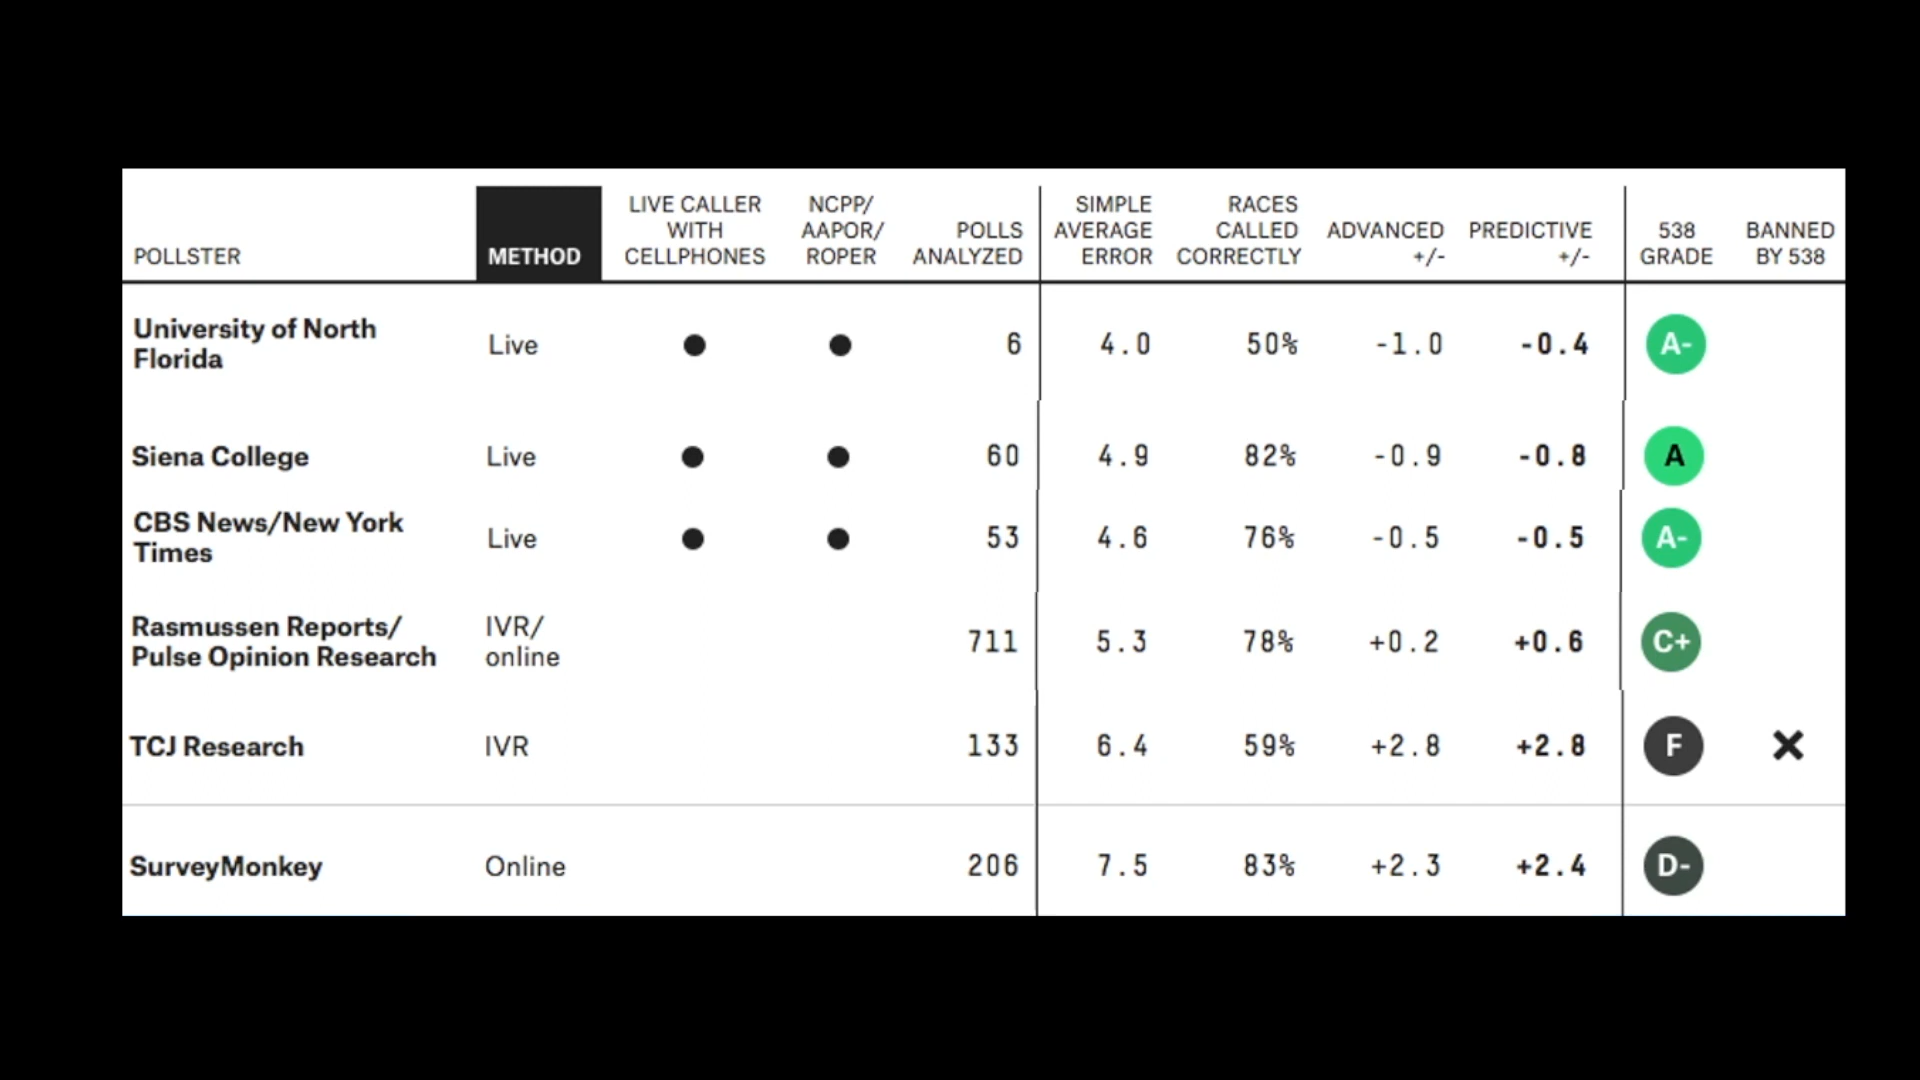 POLLSTER METHOD LIVE CALLER WITH CELLPHONES NCPP/ AAPOR/ ROPER POLLS ANALYZED SIMPLE AVERAGE ERROR RACES CALLED CORRECTLY ADVANCED +/- PREDICTIVE +/- 538 GRADE BANNED BY 538
University of North Florida Live ● ● 6 4.0 50% -1.0 -0.4 A-
Siena College Live ● ● 60 4.9 82% -0.9 -0.8 A
CBS News/New York Times Live ● ● 53 4.6 76% -0.5 -0.5 A-
Rasmussen Reports/ Pulse Opinion Research IVR/ online 711 5.3 78% +0.2 +0.6 C+
TCJ Research IVR 133 6.4 59% +2.8 +2.8 F ✖
SurveyMonkey Online 206 7.5 83% +2.3 +2.4 D-